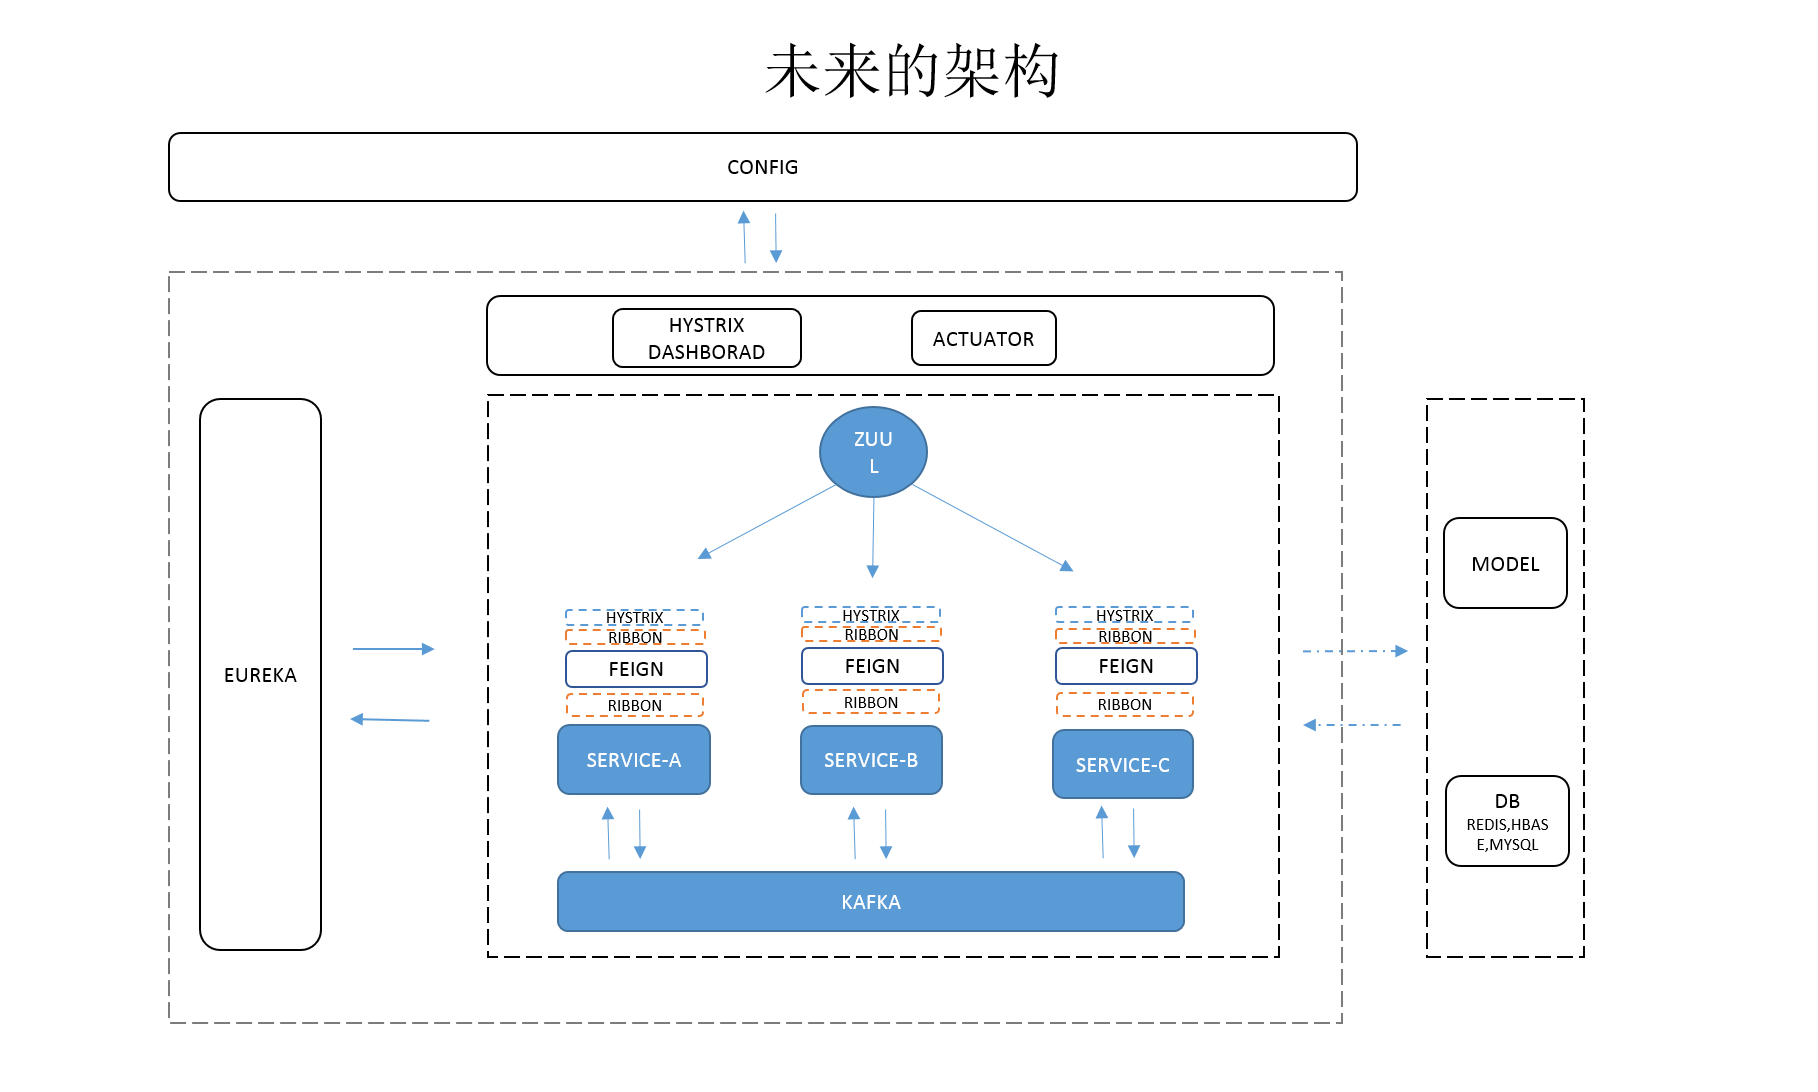 未来的架构
CONFIG
HYSTRIX
DASHBORAD
ACTUATOR
EUREKA
ZUU
L
HYSTRIX
RIBBON
FEIGN
RIBBON
SERVICE-A
HYSTRIX
RIBBON
FEIGN
RIBBON
SERVICE-B
HYSTRIX
RIBBON
FEIGN
RIBBON
SERVICE-C
KAFKA
MODEL
DB
REDIS,HBAS
E,MYSQL